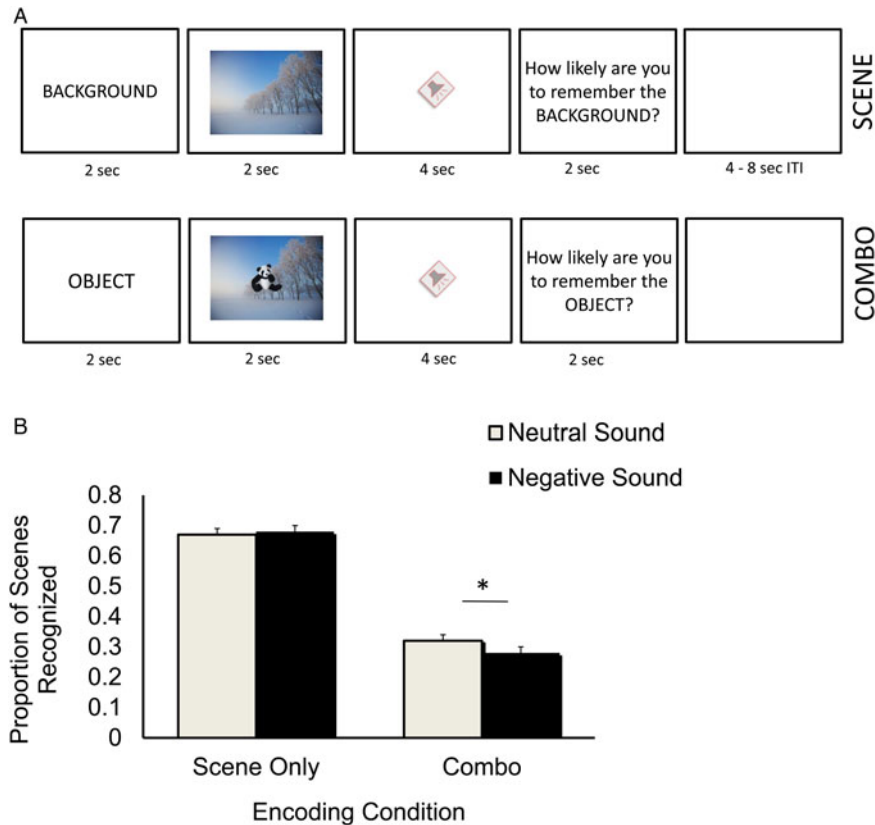 A
BACKGROUND
How likely are you
to remember the
BACKGROUND?
SCENE
2 sec
2 sec
4 sec
2 sec
4 - 8 sec ITI
OBJECT
How likely are you
to remember the
OBJECT?
COMBO
2 sec
2 sec
4 sec
2 sec
B
Neutral Sound
Negative Sound
Proportion of Scenes
Recognized
0.8
0.7
0.6
0.5
0.4
0.3
0.2
0.1
0
*
Scene Only
Combo
Encoding Condition